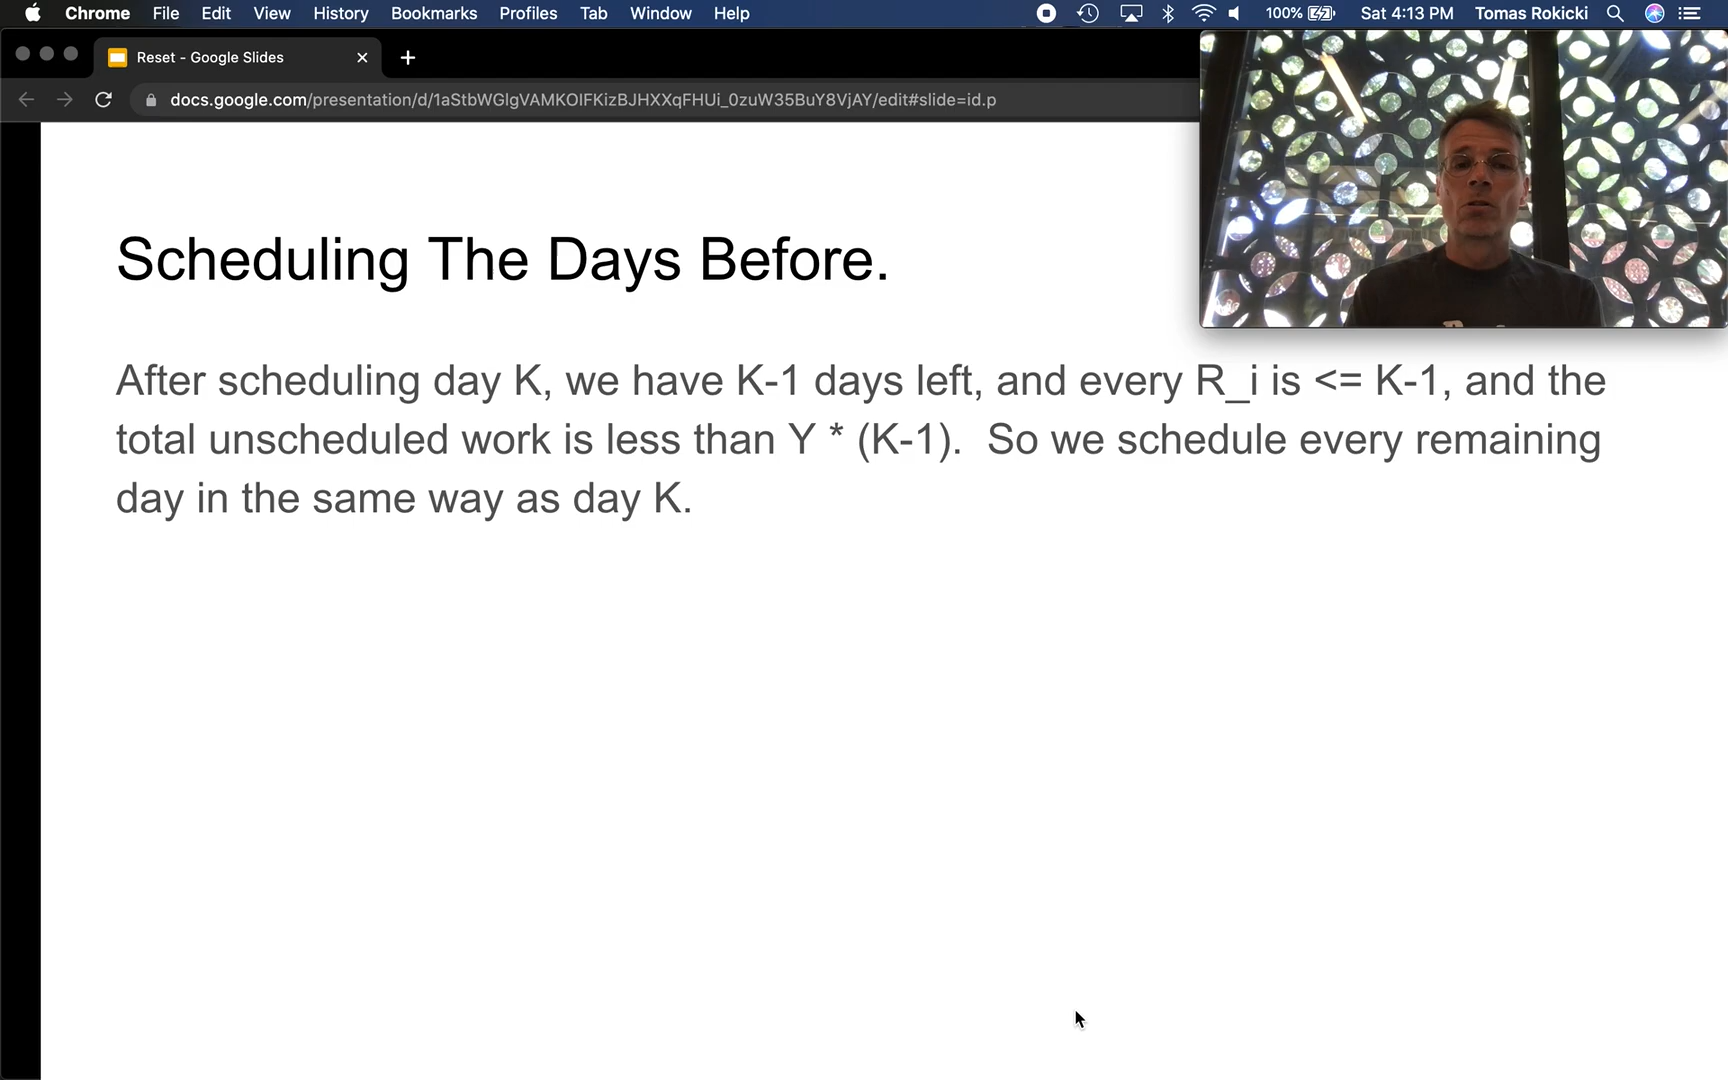 Chrome File Edit View History Bookmarks Profiles Tab Window Help 100% Sat 4:13 PM Tomas Rokicki
Reset - Google Slides
docs.google.com/presentation/d/1aStbWGlgVAMKOIFKizBJHXXqFHUi_0zuW35BuY8VjAY/edit#slide=id.p
Scheduling The Days Before.
After scheduling day K, we have K-1 days left, and every R_i is <= K-1, and the
total unscheduled work is less than Y * (K-1).  So we schedule every remaining
day in the same way as day K.